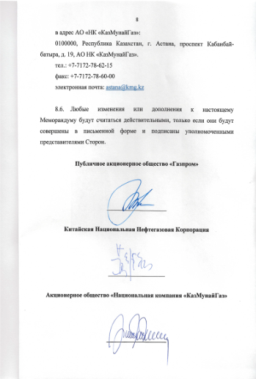 8
в адрес АО «НК «КазМунайГаз»:
0100000, Республика Казахстан, г. Астана, проспект Кабанбай-
батыра, д. 19, АО НК «КазМунайГаз».
тел.: +7-7172-78-62-15
факс: +7-7172-78-60-00
электронная почта: astana@kmg.kz
8.6. Любые изменения или дополнения к настоящему
Меморандуму будут считаться действительными, только если они будут
совершены в письменной форме и подписаны уполномоченными
представителями Сторон.
Публичное акционерное общество «Газпром»
Китайская Национальная Нефтегазовая Корпорация
Акционерное общество «Национальная компания «КазМунайГаз»